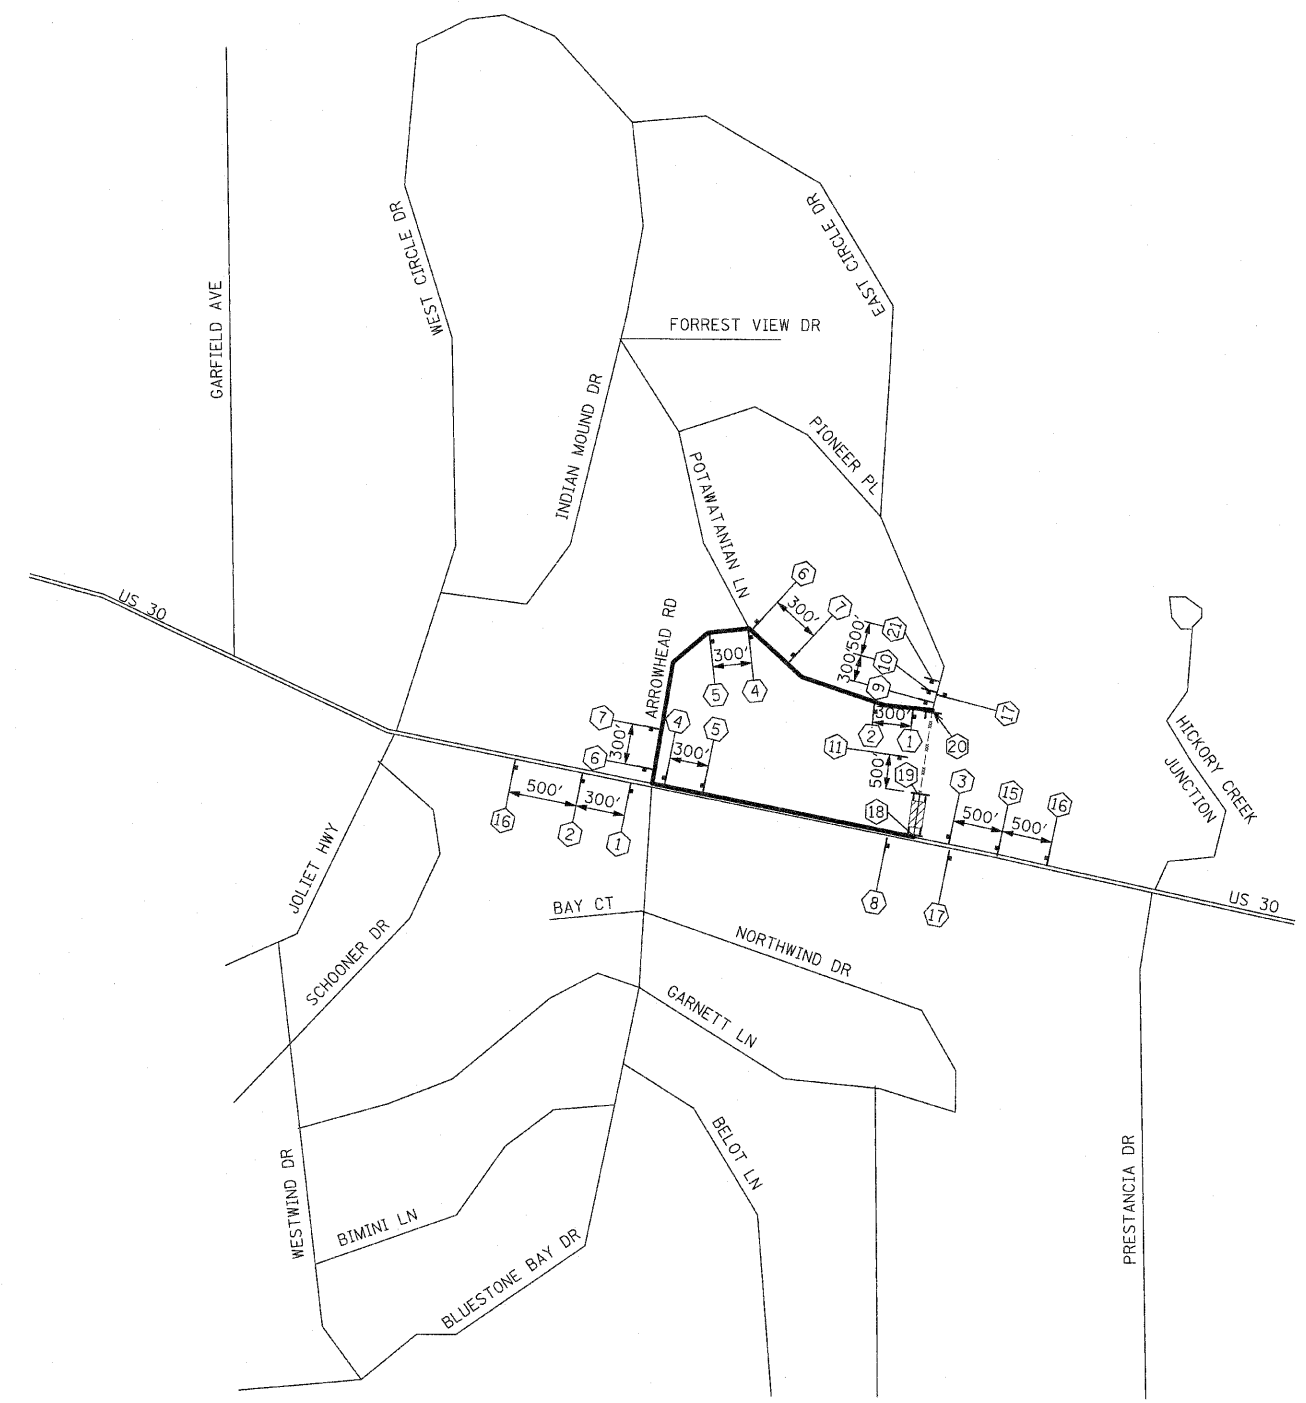 WEST CIRCLE DR
EAST CIRCLE DR
GARFIELD AVE
FORREST VIEW DR
INDIAN MOUND DR
PIONEER PL
POTAWATANIAN LN
US 30
ARROWHEAD RD
6
300'
7
21
500'
10
300'
9
17
300'
5
4
300'
2
1
20
11
500'
19
18
7
4
5
300'
6
300'
3
15
16
500'
500'
500'
300'
16
2
1
8
17
HICKORY CREEK
JUNCTION
US 30
JOLIET HWY
SCHOONER DR
BAY CT
NORTHWIND DR
GARNETT LN
BELOT LN
WESTWIND DR
BIMINI LN
BLUESTONE BAY DR
PRESTANCIA DR